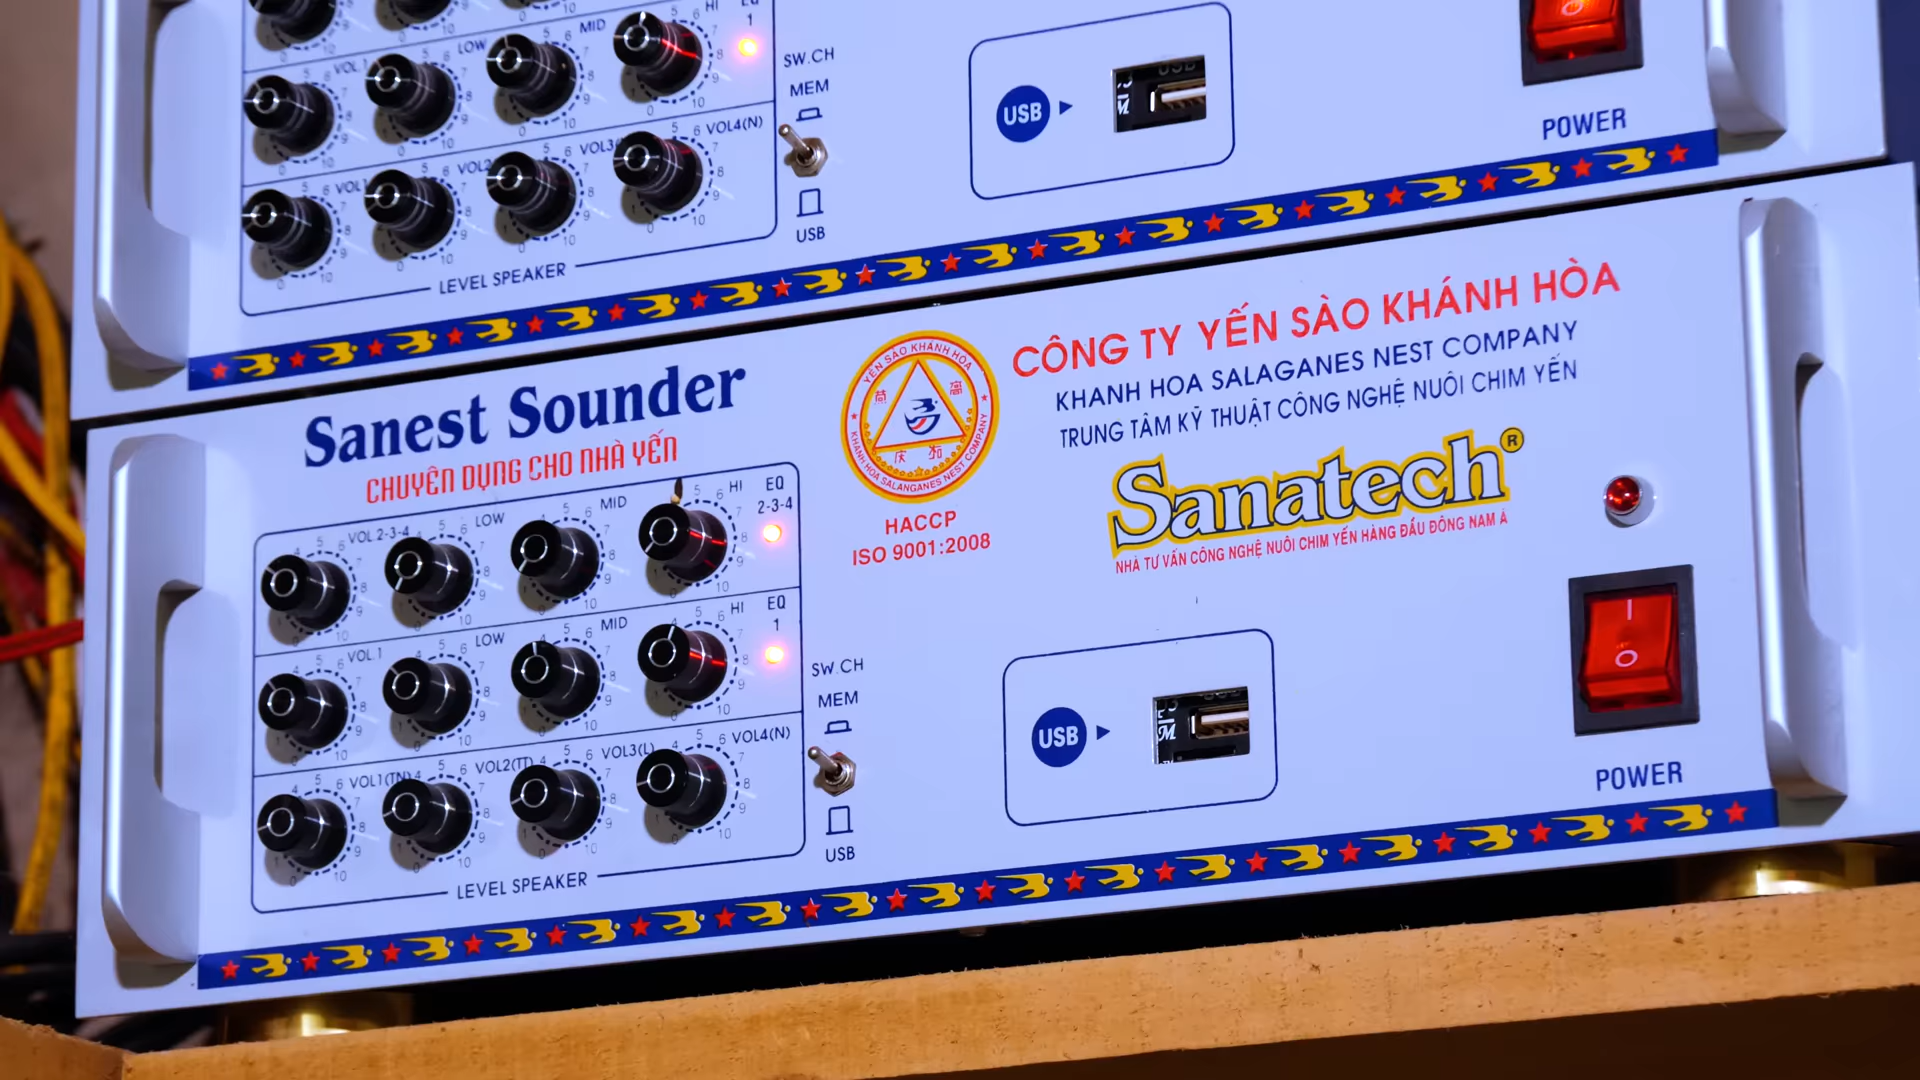 VOL.1
LOW
MID
HI
EQ
1
SW.CH
MEM
USB
POWER
VOL4(N)
USB
LEVEL SPEAKER
Sanest Sounder
CHUYÊN DỤNG CHO NHÀ YẾN
YẾN SÀO KHÁNH HÒA
KHANH HOA SALANGANES NEST COMPANY
HACCP
ISO 9001:2008
CÔNG TY YẾN SÀO KHÁNH HÒA
KHANH HOA SALAGANES NEST COMPANY
TRUNG TÂM KỸ THUẬT CÔNG NGHỆ NUÔI CHIM YẾN
Sanatech®
NHÀ TƯ VẤN CÔNG NGHỆ NUÔI CHIM YẾN HÀNG ĐẦU ĐÔNG NAM Á
VOL 2-3-4
LOW
MID
HI
EQ
2-3-4
VOL.1
LOW
MID
HI
EQ
1
VOL1(TN)
VOL2(TT)
VOL3(L)
VOL4(N)
LEVEL SPEAKER
SW.CH
MEM
USB
USB
POWER